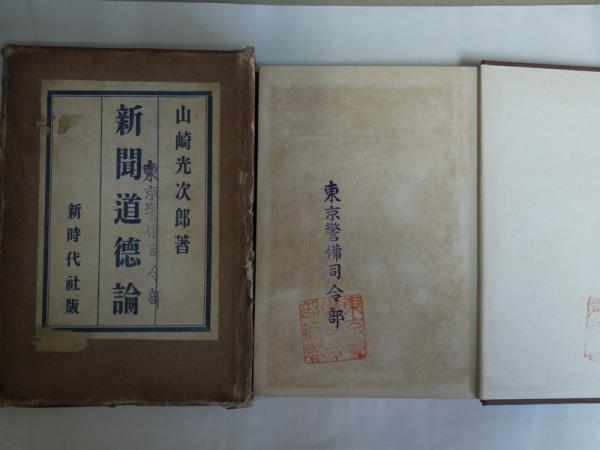 山崎光次郎著
新聞道德論
東京警備司令部
新時代社版
東京警備司令部